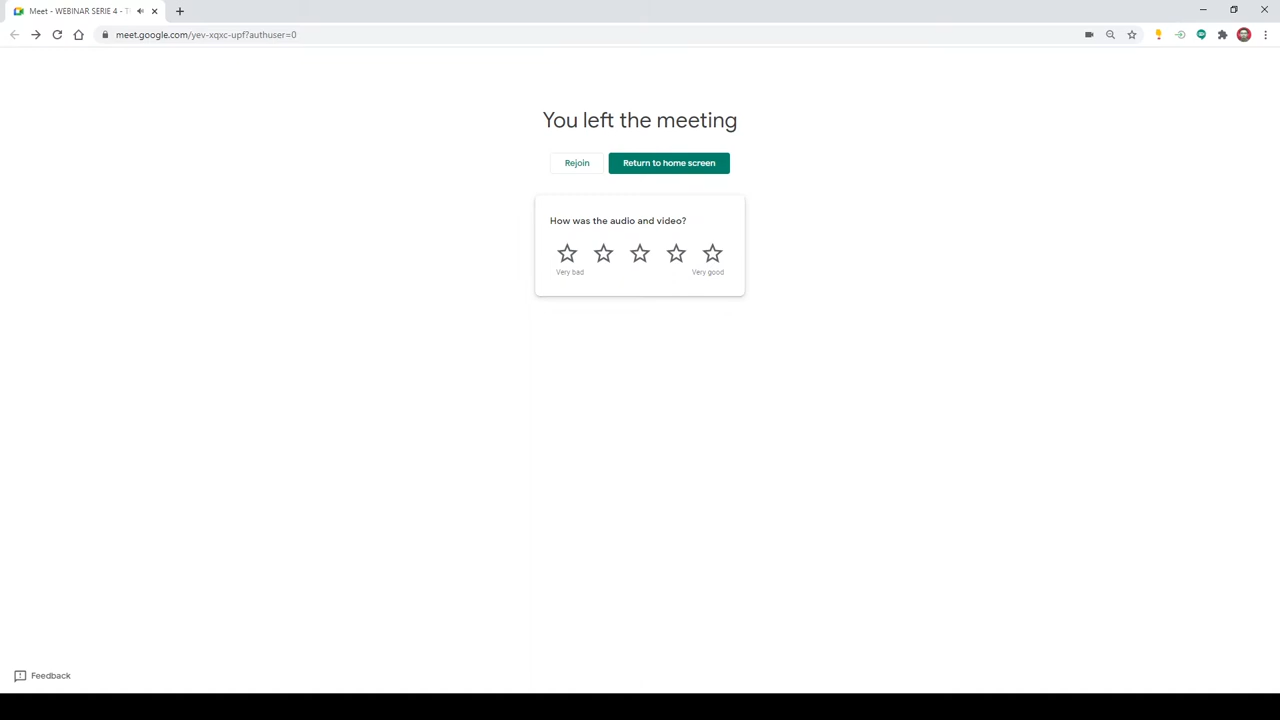 Meet - WEBINAR SERIE 4 - T
meet.google.com/yev-xqxc-upf?authuser=0
You left the meeting
Rejoin
Return to home screen
How was the audio and video?
Very bad
Very good
Feedback